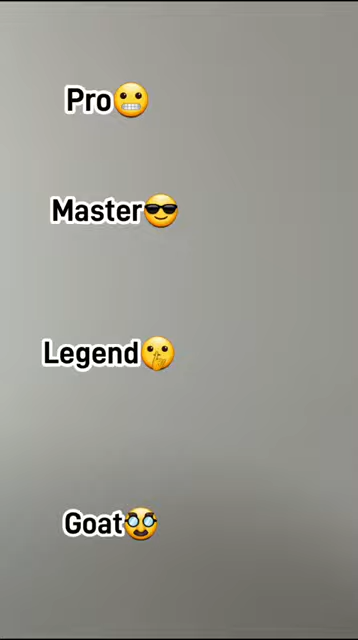 Pro😬
Master😎
Legend🤫
Goat🥸